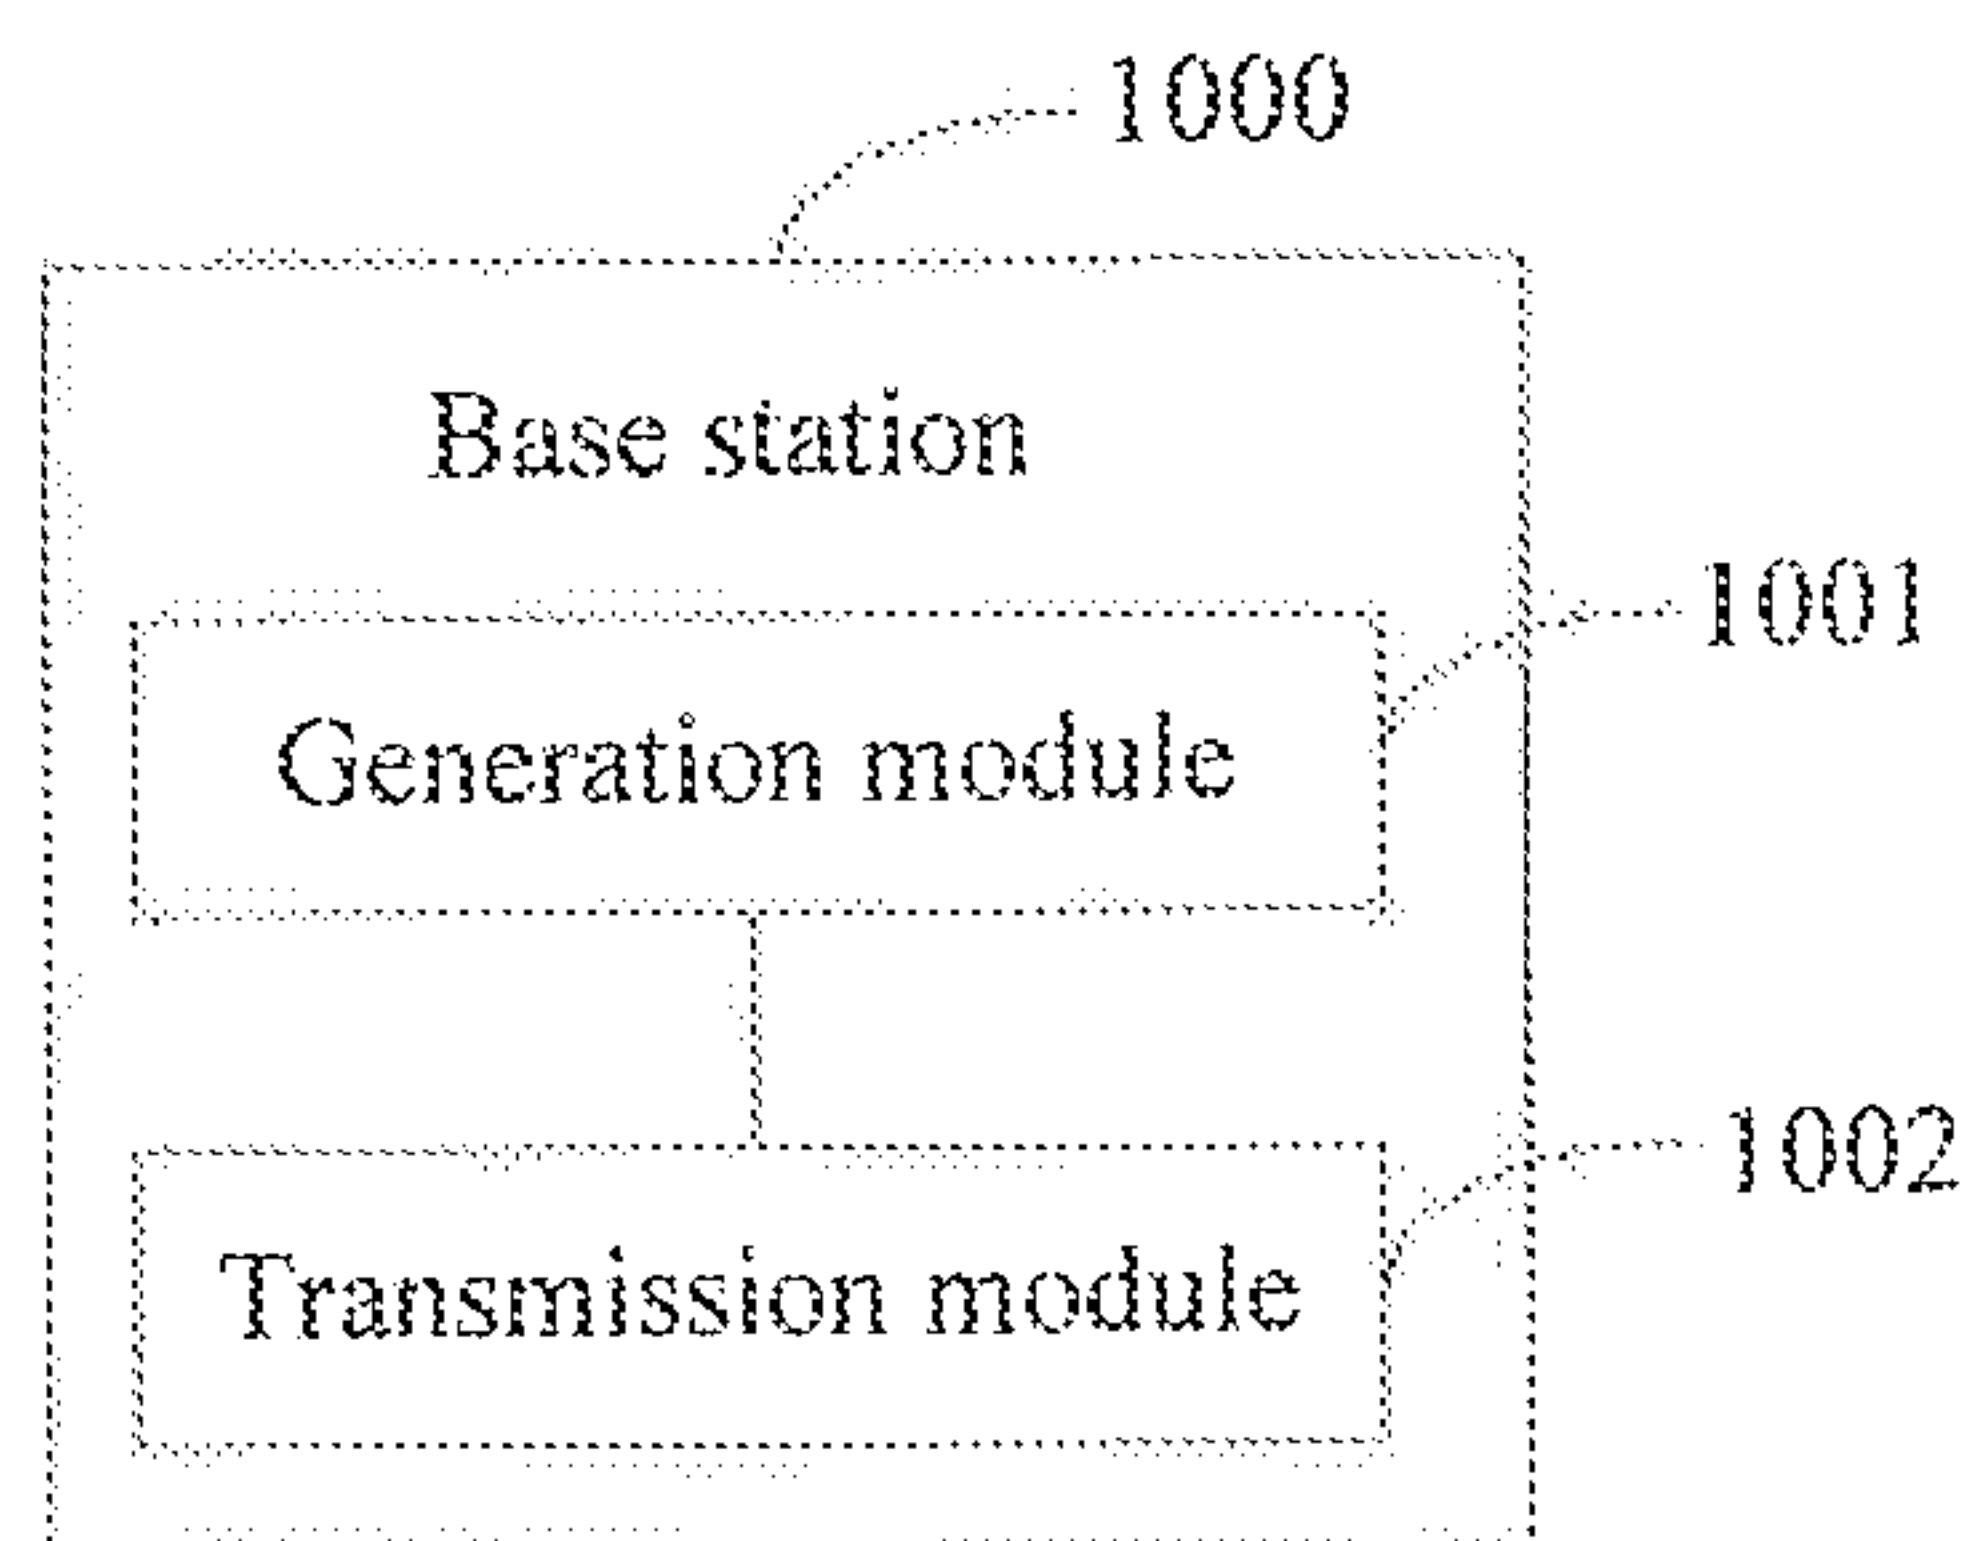 1000
Base station
1001
Generation module
1002
Transmission module